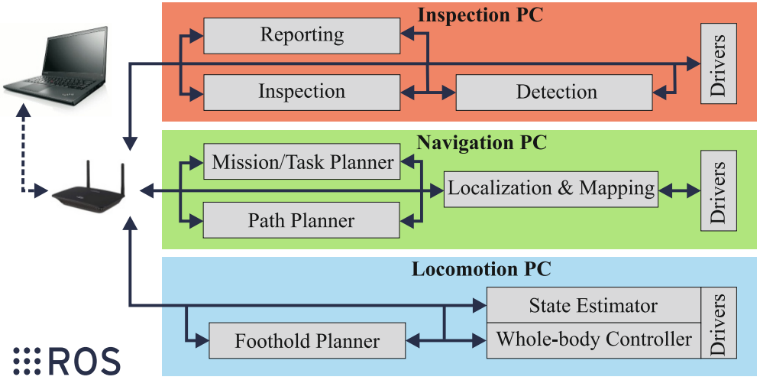 Inspection PC
Reporting
Inspection
Detection
Drivers
Navigation PC
Mission/Task Planner
Path Planner
Localization & Mapping
Drivers
Locomotion PC
State Estimator
Foothold Planner
Whole-body Controller
Drivers
ROS